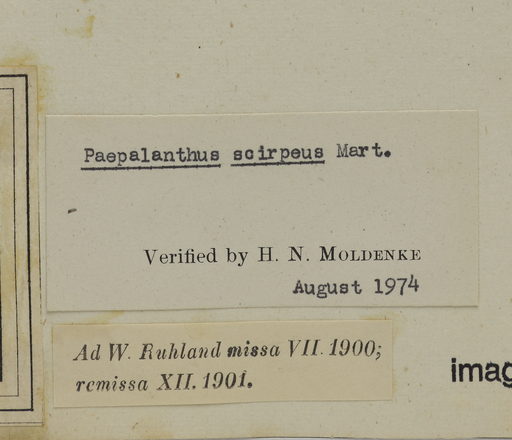 Paepalanthus scirpeus Mart.
Verified by H. N. MOLDENKE
August 1974
Ad W. Ruhland missa VII. 1900;
remissa XII. 1901.
imag